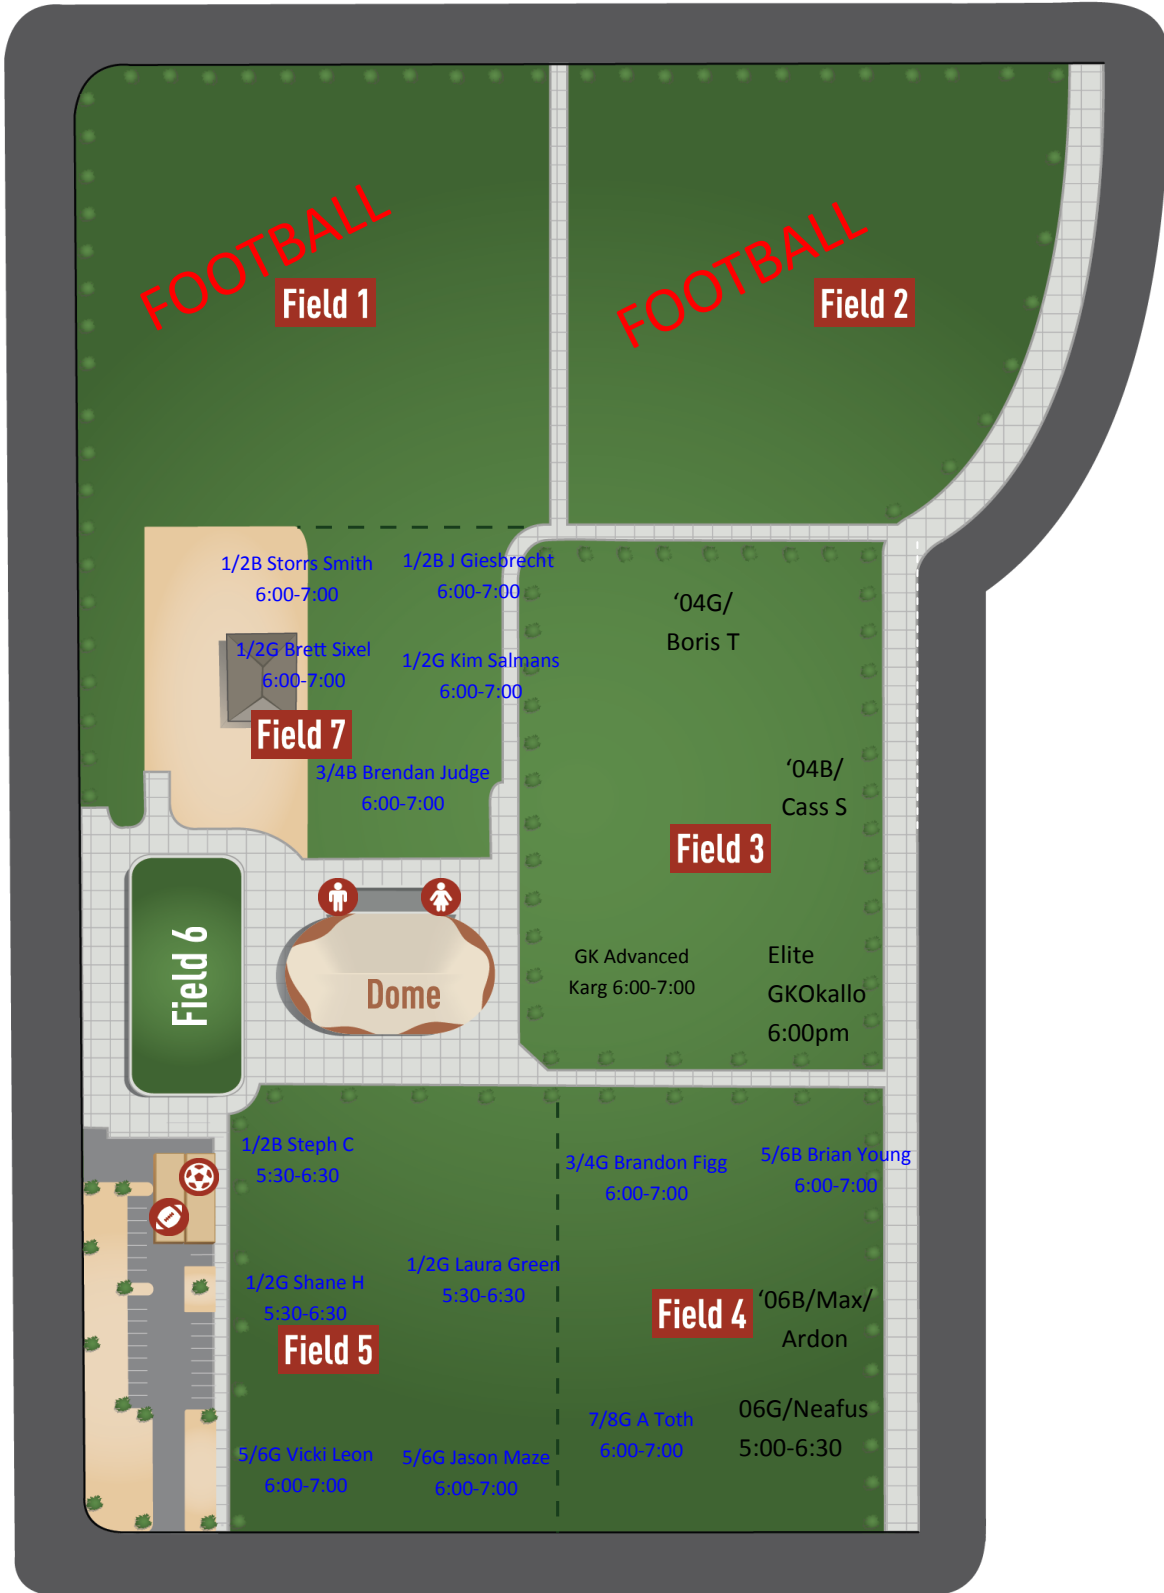 FOOTBALL
Field 1
FOOTBALL
Field 2
1/2B Storrs Smith
6:00-7:00
1/2B J Giesbrecht
6:00-7:00
1/2G Brett Sixel
6:00-7:00
1/2G Kim Salmans
6:00-7:00
Field 7
3/4B Brendan Judge
6:00-7:00
‘04G/
Boris T
‘04B/
Cass S
Field 3
GK Advanced
Karg 6:00-7:00
Elite
GKOkallo
6:00pm
Field 6
Dome
1/2B Steph C
5:30-6:30
1/2G Shane H
5:30-6:30
1/2G Laura Green
5:30-6:30
Field 5
5/6G Vicki Leon
6:00-7:00
5/6G Jason Maze
6:00-7:00
3/4G Brandon Figg
6:00-7:00
5/6B Brian Young
6:00-7:00
Field 4
‘06B/Max/
Ardon
7/8G A Toth
6:00-7:00
06G/Neafus
5:00-6:30